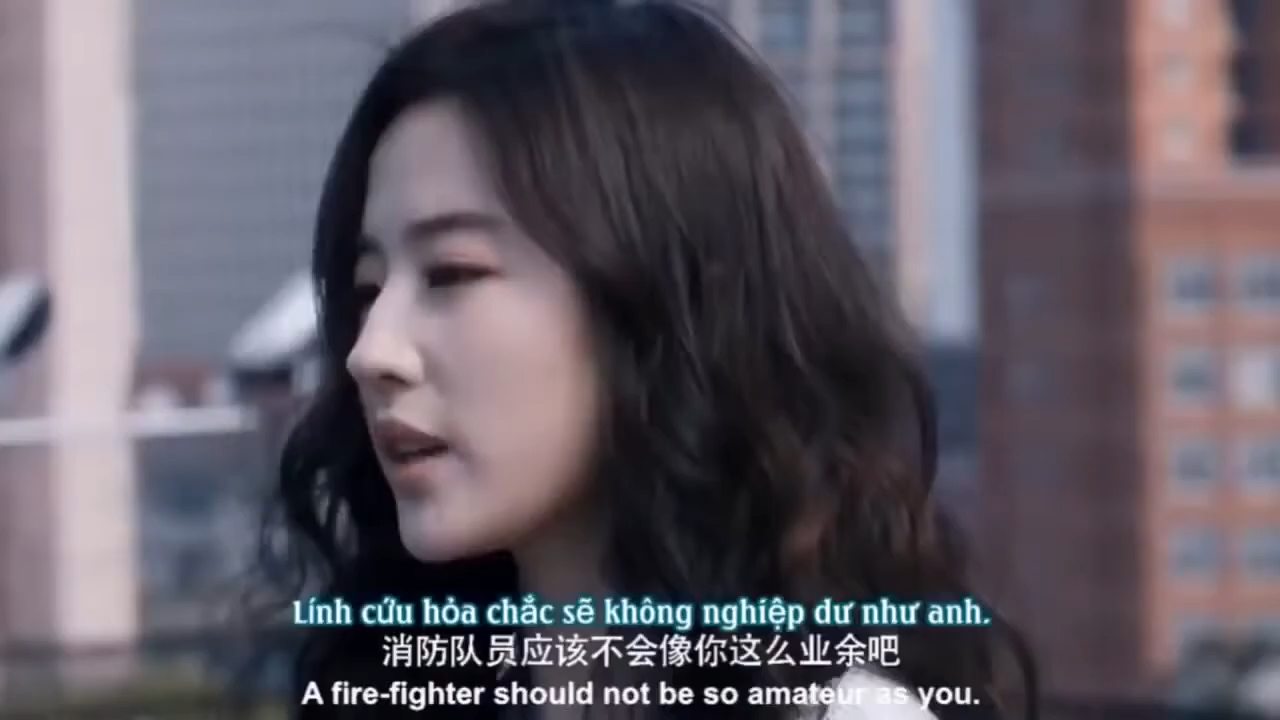 Lính cứu hỏa chắc sẽ không nghiệp dư như anh.
消防队员应该不会像你这么业余吧
A fire-fighter should not be so amateur as you.